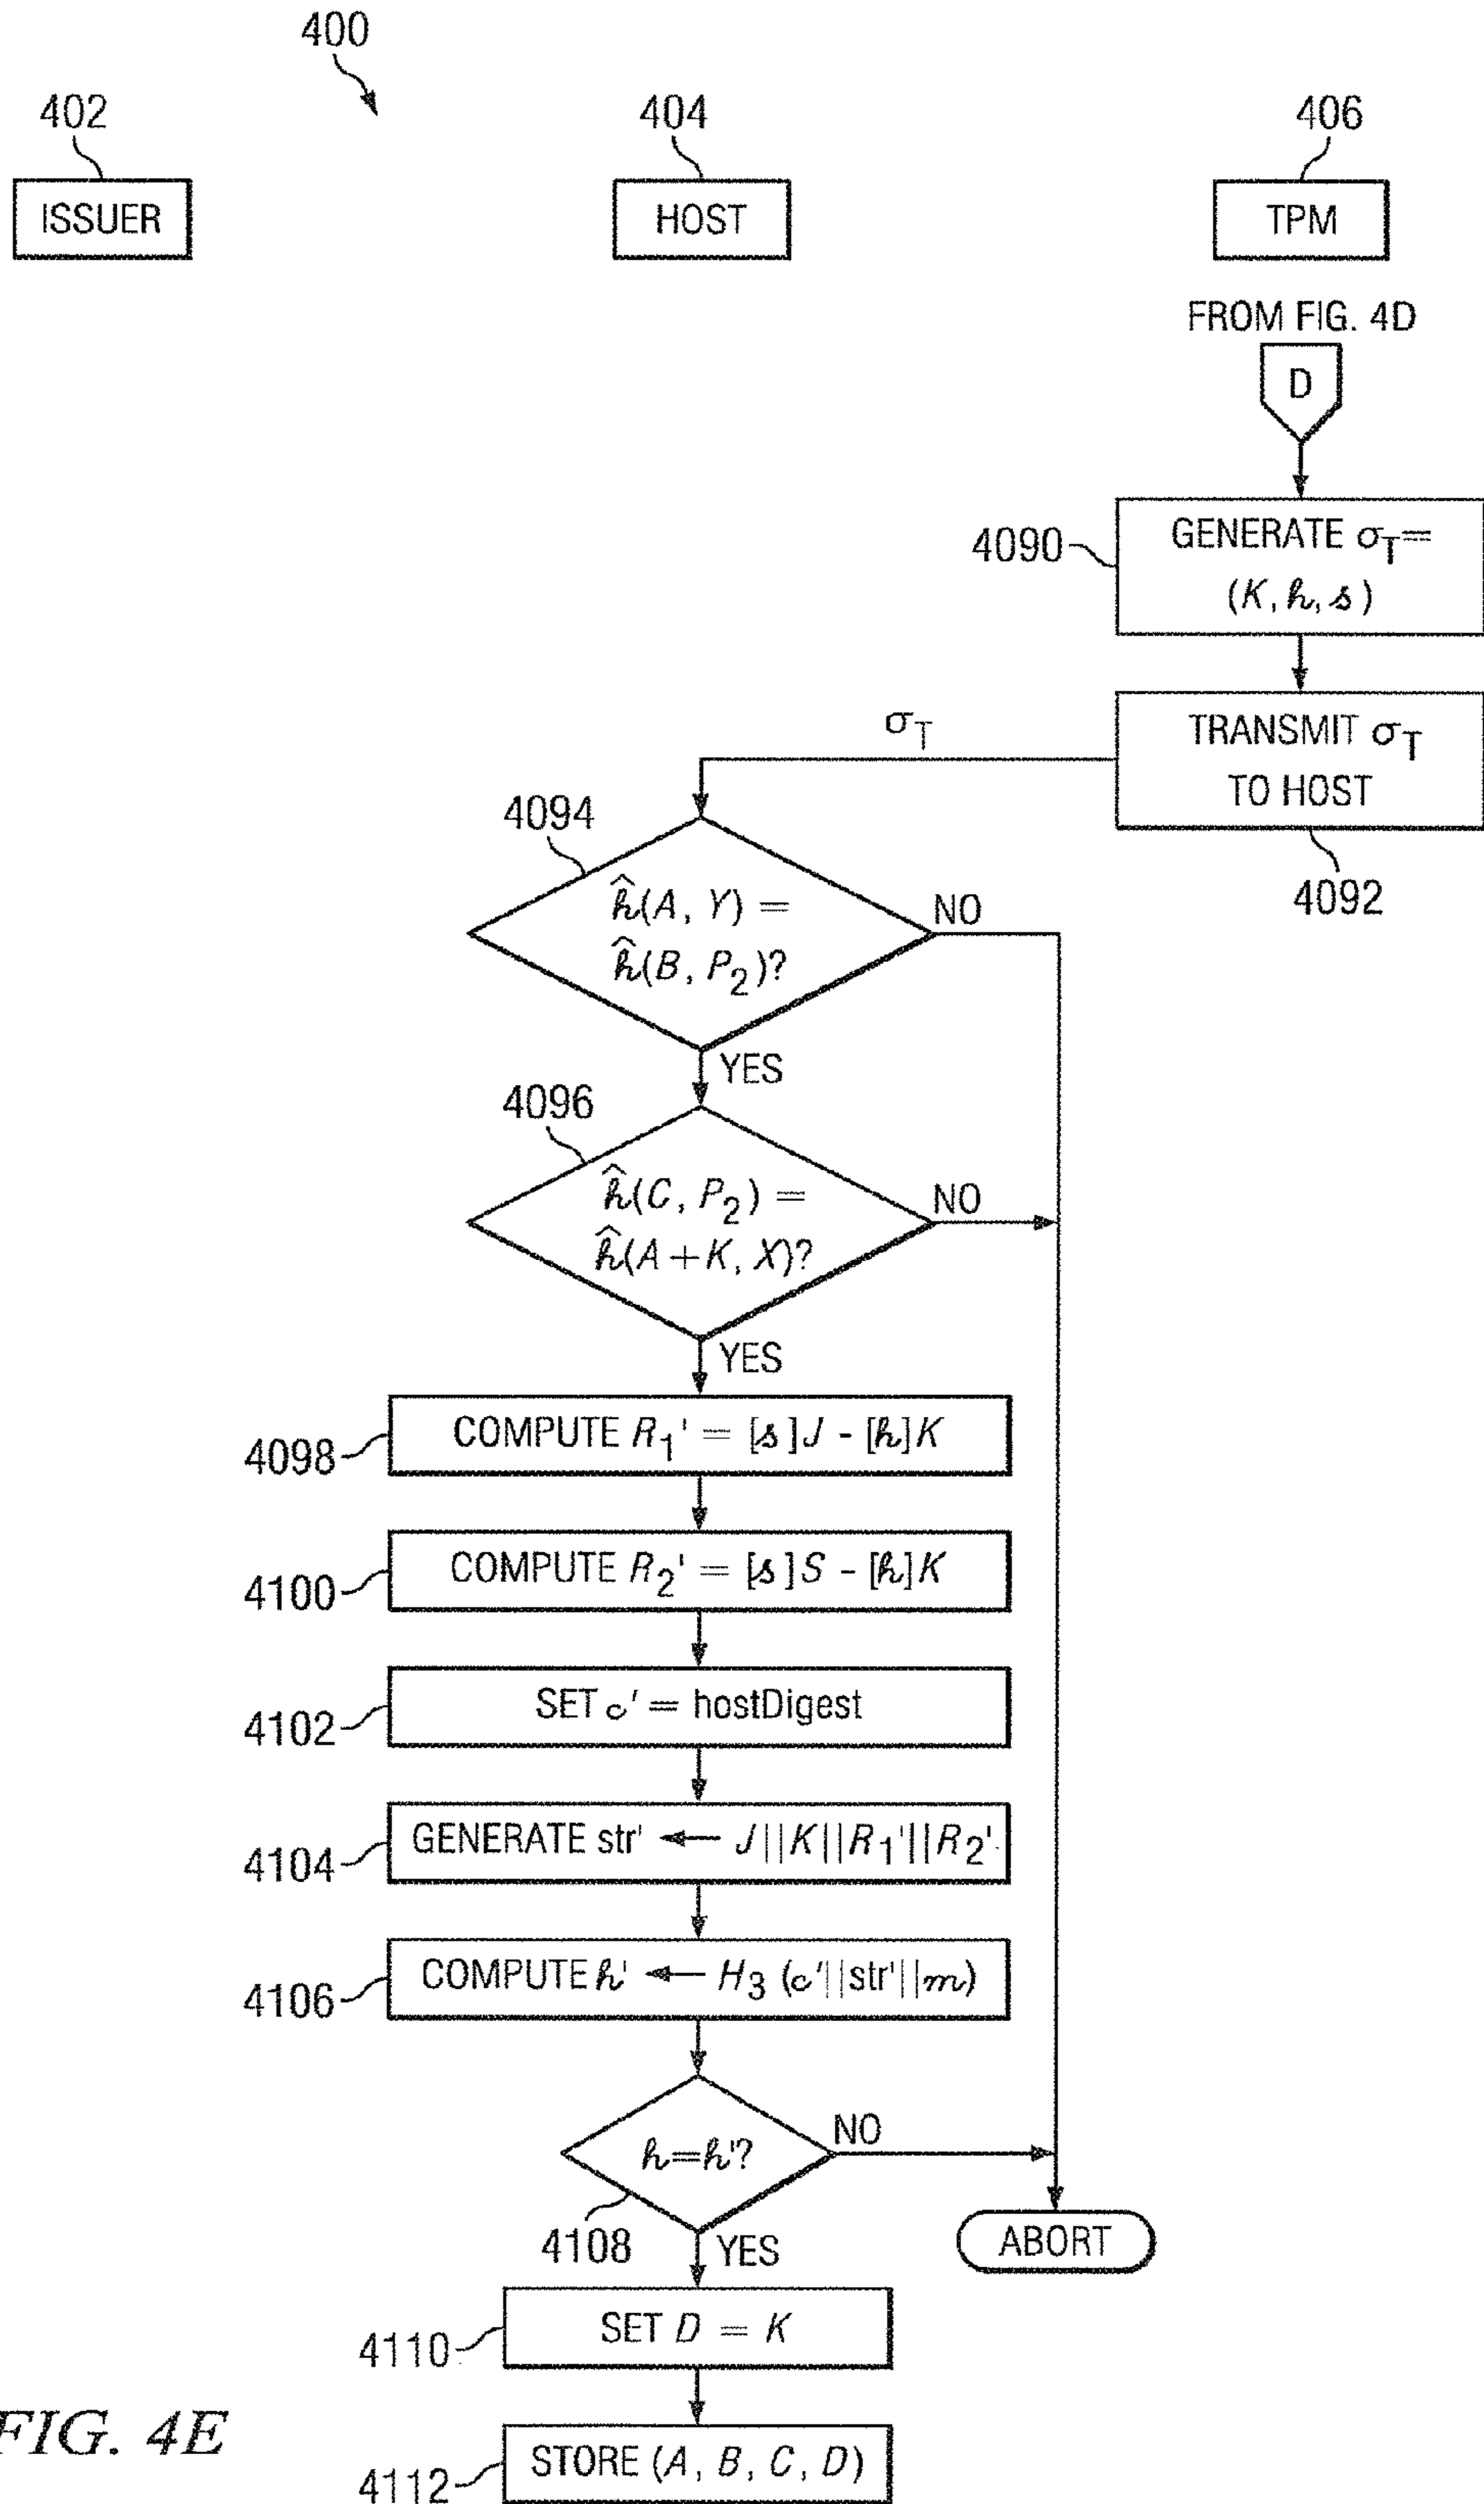 400
402
404
406
ISSUER
HOST
TPM
FROM FIG. 4D
D
4090
GENERATE σT=
(K, h, s)
σT
TRANSMIT σT
TO HOST
4092
4094
ĥ(A, Y) =
ĥ(B, P2)?
NO
YES
4096
ĥ(C, P2) =
ĥ(A+K, X)?
NO
YES
4098
COMPUTE R1' = [s]J - [h]K
4100
COMPUTE R2' = [s]S - [h]K
4102
SET c' = hostDigest
4104
GENERATE str' ← J||K||R1'||R2'
4106
COMPUTE h' ← H3 (c'||str'||m)
h=h'?
NO
4108
YES
ABORT
4110
SET D = K
FIG. 4E
4112
STORE (A, B, C, D)